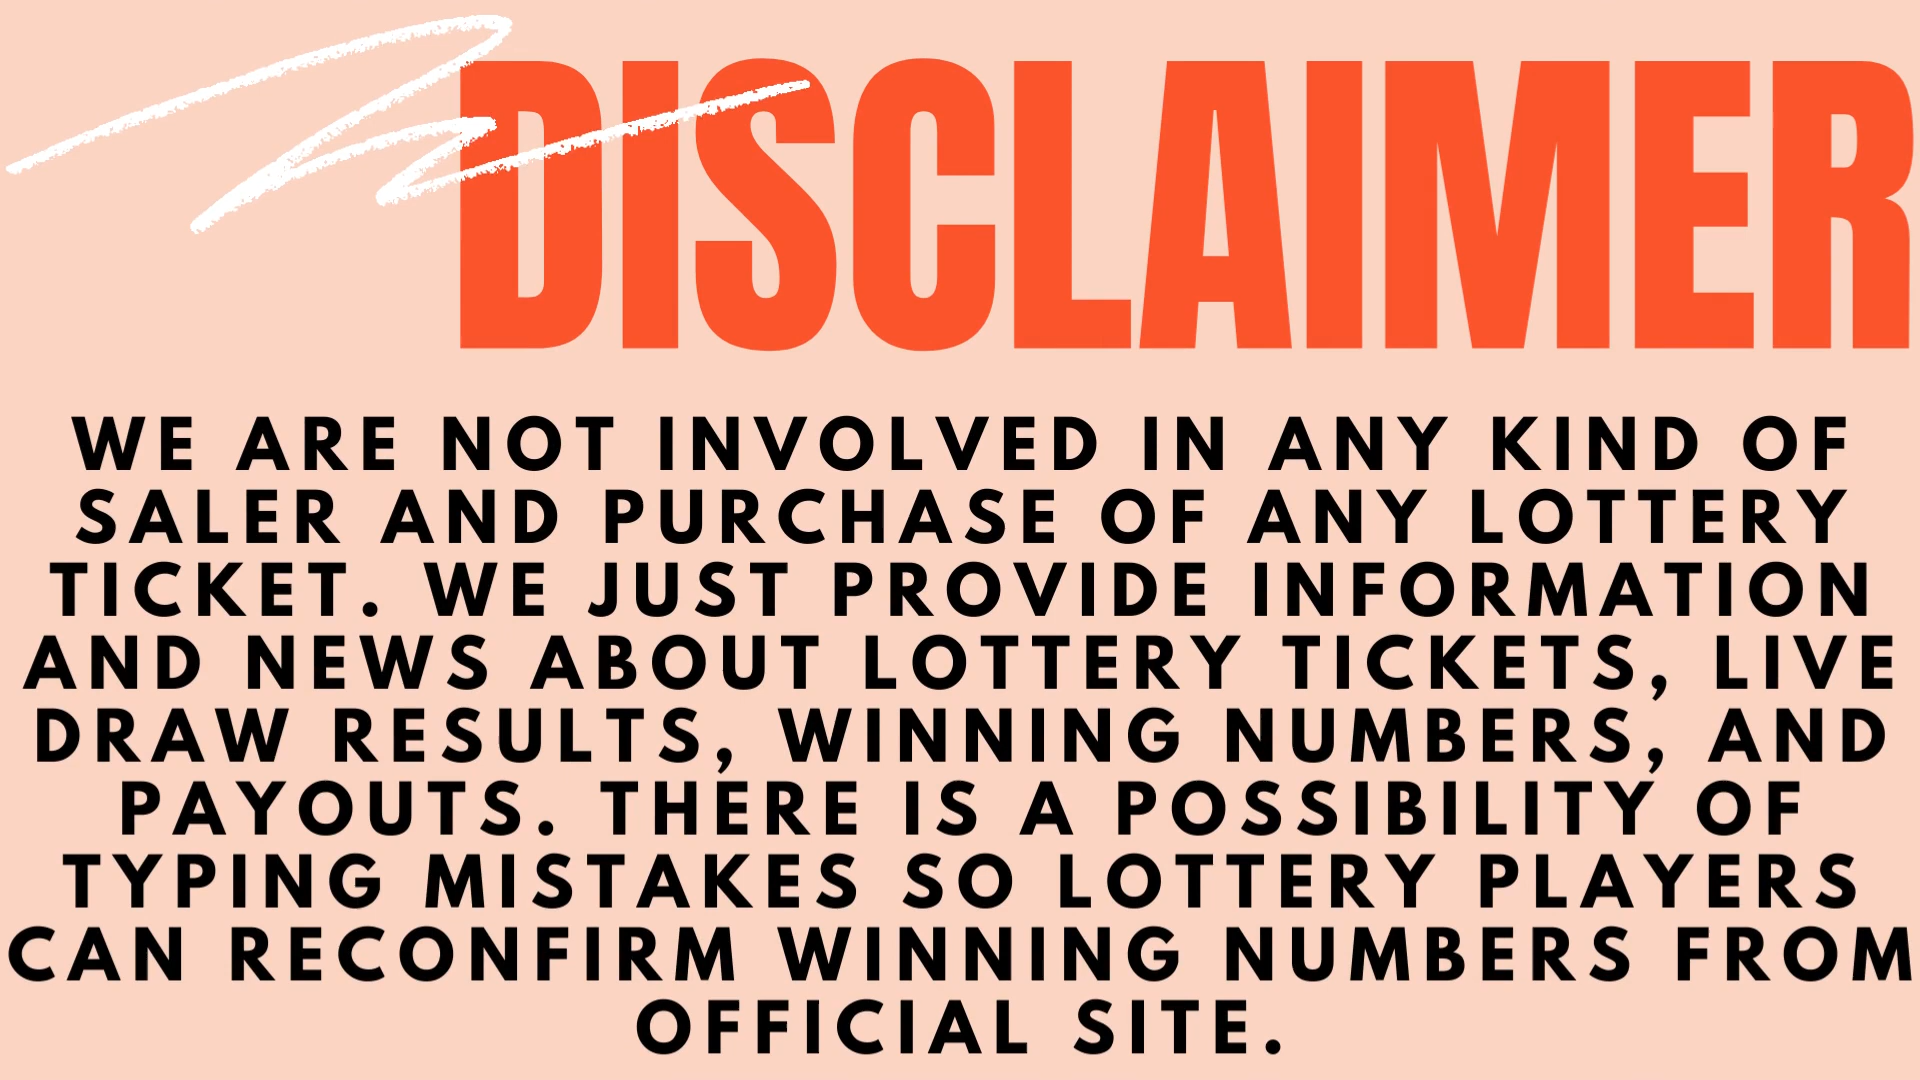 DISCLAIMER
WE ARE NOT INVOLVED IN ANY KIND OF
SALER AND PURCHASE OF ANY LOTTERY
TICKET. WE JUST PROVIDE INFORMATION
AND NEWS ABOUT LOTTERY TICKETS, LIVE
DRAW RESULTS, WINNING NUMBERS, AND
PAYOUTS. THERE IS A POSSIBILITY OF
TYPING MISTAKES SO LOTTERY PLAYERS
CAN RECONFIRM WINNING NUMBERS FROM
OFFICIAL SITE.